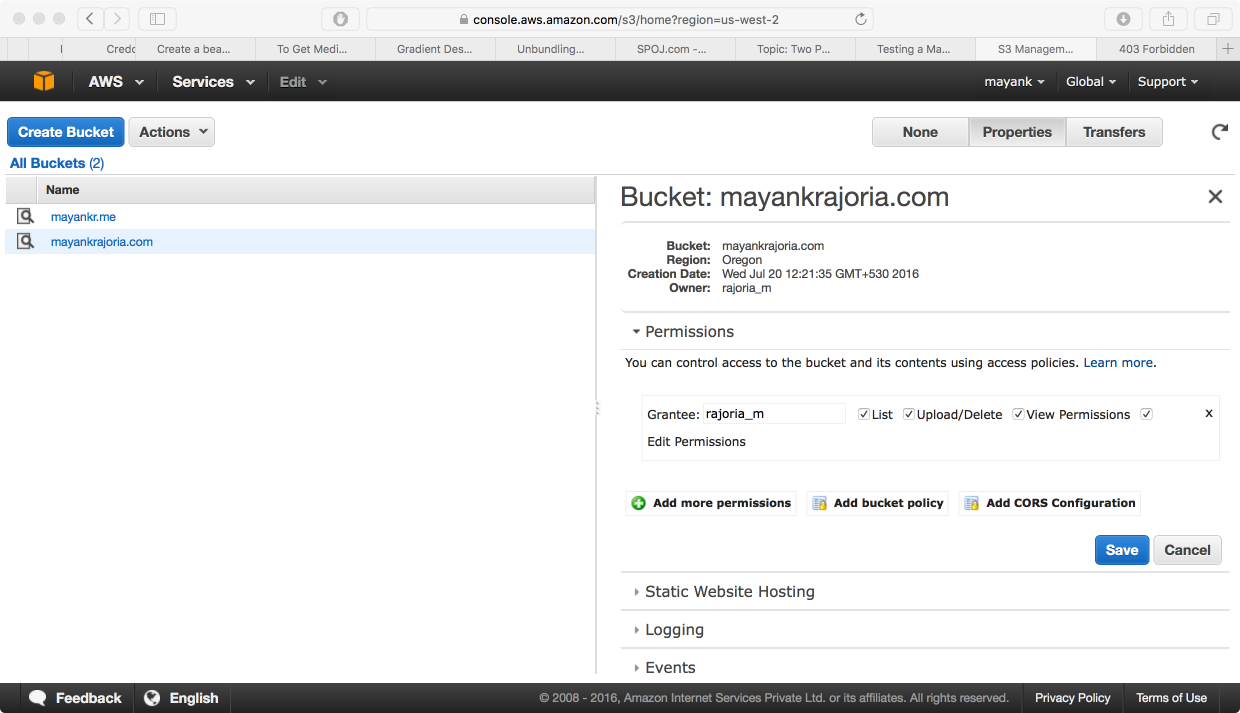 console.aws.amazon.com/s3/home?region=us-west-2
Credc Create a bea... To Get Medi... Gradient Des... Unbundling... SPOJ.com -... Topic: Two P... Testing a Ma... S3 Managem... 403 Forbidden
AWS Services Edit mayank Global Support
Create Bucket Actions None Properties Transfers
All Buckets (2)
Name
mayankr.me
mayankrajoria.com
Bucket: mayankrajoria.com
Bucket: mayankrajoria.com
Region: Oregon
Creation Date: Wed Jul 20 12:21:35 GMT+530 2016
Owner: rajoria_m
Permissions
You can control access to the bucket and its contents using access policies. Learn more.
Grantee: rajoria_m List Upload/Delete View Permissions x
Edit Permissions
Add more permissions Add bucket policy Add CORS Configuration
Save Cancel
Static Website Hosting
Logging
Events
Feedback English © 2008 - 2016, Amazon Internet Services Private Ltd. or its affiliates. All rights reserved. Privacy Policy Terms of Use